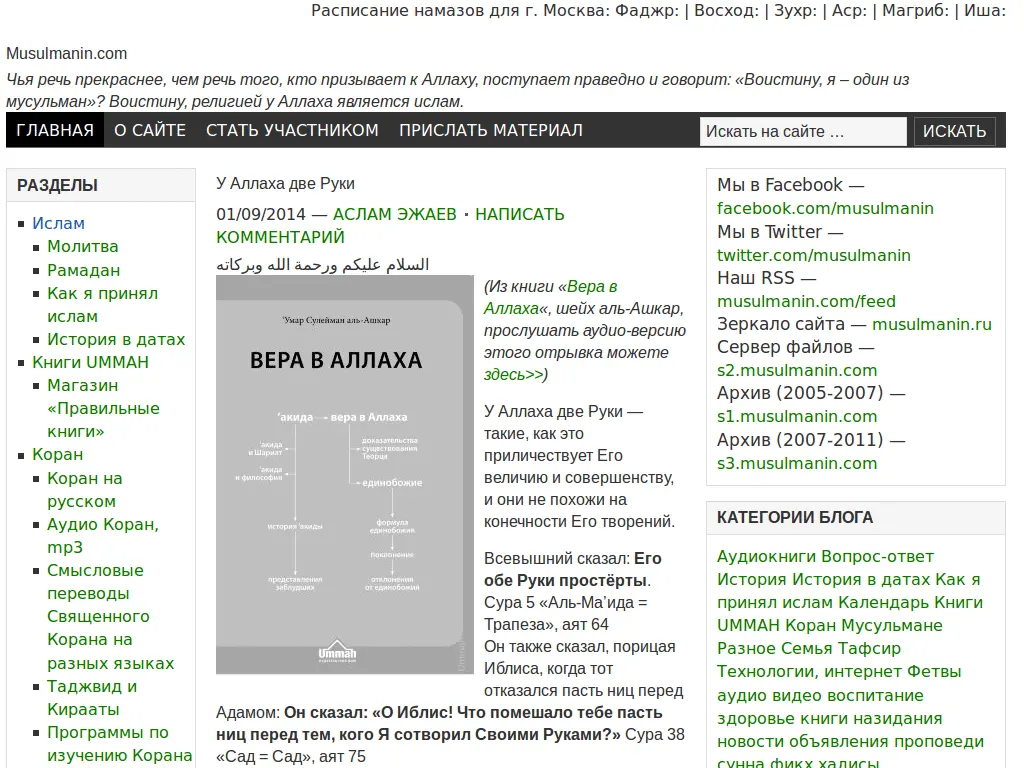 Расписание намазов для г. Москва: Фаджр: | Восход: | Зухр: | Аср: | Магриб: | Иша:
Musulmanin.com
Чья речь прекраснее, чем речь того, кто призывает к Аллаху, поступает праведно и говорит: «Воистину, я – один из
мусульман»? Воистину, религией у Аллаха является ислам.
ГЛАВНАЯ О САЙТЕ СТАТЬ УЧАСТНИКОМ ПРИСЛАТЬ МАТЕРИАЛ Искать на сайте … ИСКАТЬ
РАЗДЕЛЫ
Ислам
Молитва
Рамадан
Как я принял
ислам
История в датах
Книги UMMAH
Магазин
«Правильные
книги»
Коран
Коран на
русском
Аудио Коран,
mp3
Смысловые
переводы
Священного
Корана на
разных языках
Таджвид и
Кирааты
Программы по
изучению Корана
У Аллаха две Руки
01/09/2014 — АСЛАМ ЭЖАЕВ · НАПИСАТЬ
КОММЕНТАРИЙ
السلام عليكم ورحمة الله وبركاته
'Умар Сулейман аль-Ашкар
ВЕРА В АЛЛАХА
'акида вера в Аллаха
'акида
и Шариат
'акида
и философия
история 'акиды
представления
заблудших
доказательства
существования
Творца
единобожие
формула
единобожия
поклонение
отклонения
от единобожия
Ummah
(Из книги «Вера в
Аллаха«, шейх аль-Ашкар,
прослушать аудио-версию
этого отрывка можете
здесь>>)
У Аллаха две Руки —
такие, как это
приличествует Его
величию и совершенству,
и они не похожи на
конечности Его творений.
Всевышний сказал: Его
обе Руки простёрты.
Сура 5 «Аль-Ма’ида =
Трапеза», аят 64
Он также сказал, порицая
Иблиса, когда тот
отказался пасть ниц перед
Адамом: Он сказал: «О Иблис! Что помешало тебе пасть
ниц перед тем, кого Я сотворил Своими Руками?» Сура 38
«Сад = Сад», аят 75
Мы в Facebook —
facebook.com/musulmanin
Мы в Twitter —
twitter.com/musulmanin
Наш RSS —
musulmanin.com/feed
Зеркало сайта — musulmanin.ru
Сервер файлов —
s2.musulmanin.com
Архив (2005-2007) —
s1.musulmanin.com
Архив (2007-2011) —
s3.musulmanin.com
КАТЕГОРИИ БЛОГА
Аудиокниги Вопрос-ответ
История История в датах Как я
принял ислам Календарь Книги
UMMAH Коран Мусульмане
Разное Семья Тафсир
Технологии, интернет Фетвы
аудио видео воспитание
здоровье книги назидания
новости объявления проповеди
сунна фикх хадисы